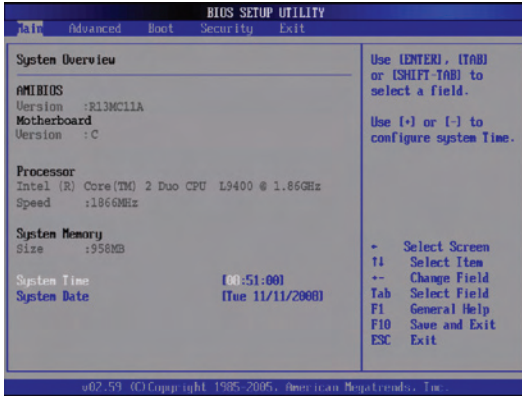 BIOS SETUP UTILITY
Main Advanced Boot Security Exit
System Overview
AMIBIOS
Version :R13MC11A
Motherboard
Version :C
Processor
Intel (R) Core(TM) 2 Duo CPU L9400 @ 1.86GHz
Speed :1866MHz
System Memory
Size :958MB
System Time [08:51:00]
System Date [Tue 11/11/2008]
Use [ENTER], [TAB]
or [SHIFT-TAB] to
select a field.
Use [+] or [-] to
configure system Time.
← Select Screen
↑↓ Select Item
+- Change Field
Tab Select Field
F1 General Help
F10 Save and Exit
ESC Exit
v02.59 (C)Copyright 1985-2005, American Megatrends, Inc.